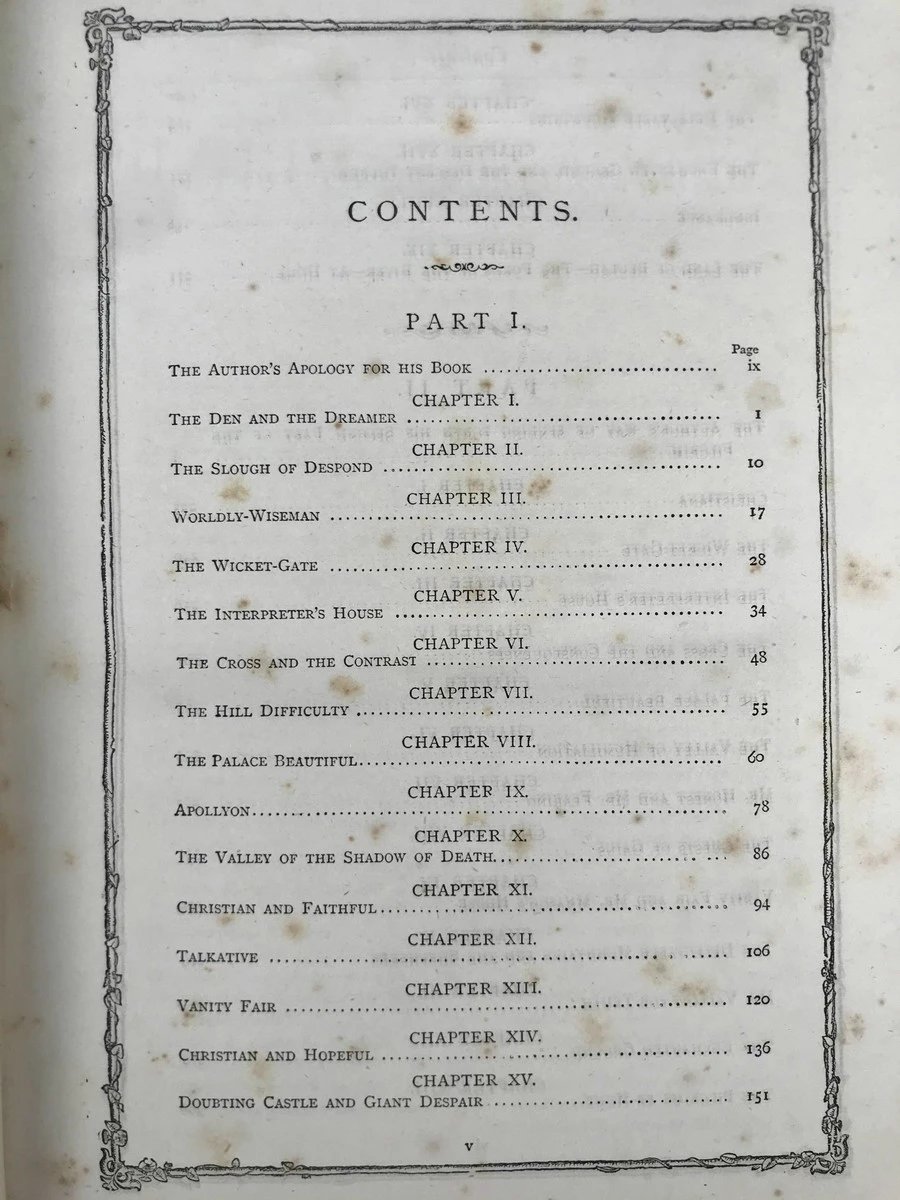 CONTENTS.
PART I.
Page
THE AUTHOR'S APOLOGY FOR HIS BOOK ........................ ix
CHAPTER I.
THE DEN AND THE DREAMER ........................ 1
CHAPTER II.
THE SLOUGH OF DESPOND ........................ 10
CHAPTER III.
WORLDLY-WISEMAN ........................ 17
CHAPTER IV.
THE WICKET-GATE ........................ 28
CHAPTER V.
THE INTERPRETER'S HOUSE ........................ 34
CHAPTER VI.
THE CROSS AND THE CONTRAST ........................ 48
CHAPTER VII.
THE HILL DIFFICULTY ........................ 55
CHAPTER VIII.
THE PALACE BEAUTIFUL ........................ 60
CHAPTER IX.
APOLLYON ........................ 78
CHAPTER X.
THE VALLEY OF THE SHADOW OF DEATH ........................ 86
CHAPTER XI.
CHRISTIAN AND FAITHFUL ........................ 94
CHAPTER XII.
TALKATIVE ........................ 106
CHAPTER XIII.
VANITY FAIR ........................ 120
CHAPTER XIV.
CHRISTIAN AND HOPEFUL ........................ 136
CHAPTER XV.
DOUBTING CASTLE AND GIANT DESPAIR ........................ 151
v